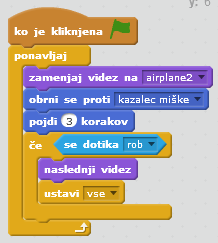 y: 6
ko je kliknjena
ponavljaj
zamenjaj videz na airplane2
obrni se proti kazalec miške
pojdi 3 korakov
če se dotika rob
naslednji videz
ustavi vse